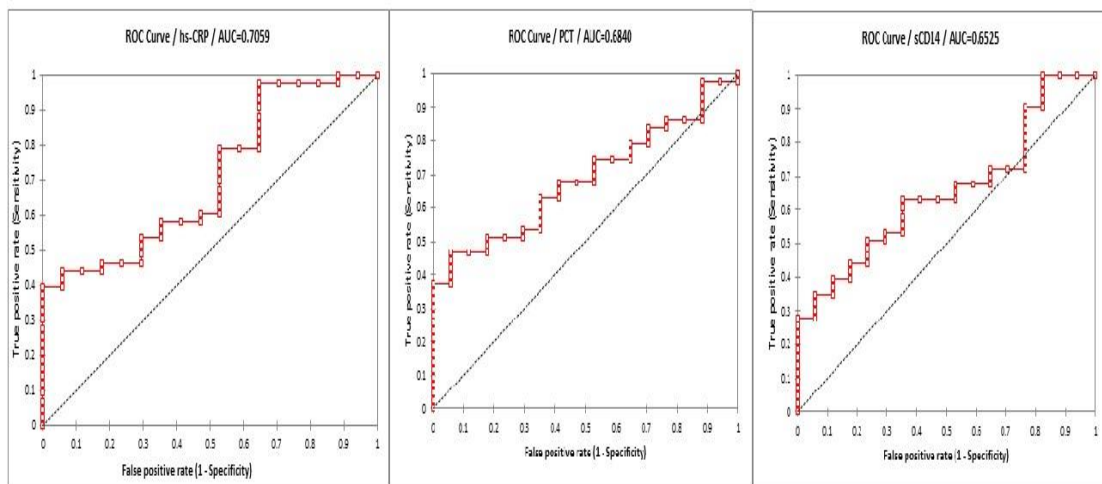 ROC Curve / hs-CRP / AUC=0.7059
1
0.9
0.8
0.7
0.6
0.5
0.4
0.3
0.2
0.1
0
True positive rate (Sensitivity)
0 0.1 0.2 0.3 0.4 0.5 0.6 0.7 0.8 0.9 1
False positive rate (1 - Specificity)
ROC Curve / PCT / AUC=0.6840
1
0.9
0.8
0.7
0.6
0.5
0.4
0.3
0.2
0.1
0
True positive rate (Sensitivity)
0 0.1 0.2 0.3 0.4 0.5 0.6 0.7 0.8 0.9 1
False positive rate (1 - Specificity)
ROC Curve / sCD14 / AUC=0.6525
1
0.9
0.8
0.7
0.6
0.5
0.4
0.3
0.2
0.1
0
True positive rate (Sensitivity)
0 0.1 0.2 0.3 0.4 0.5 0.6 0.7 0.8 0.9 1
False positive rate (1 - Specificity)